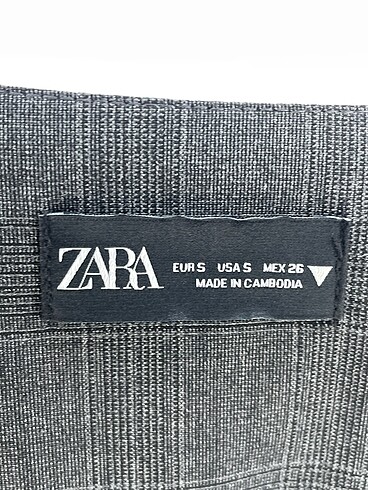 ZARA
EUR S USA S MEX 26
MADE IN CAMBODIA